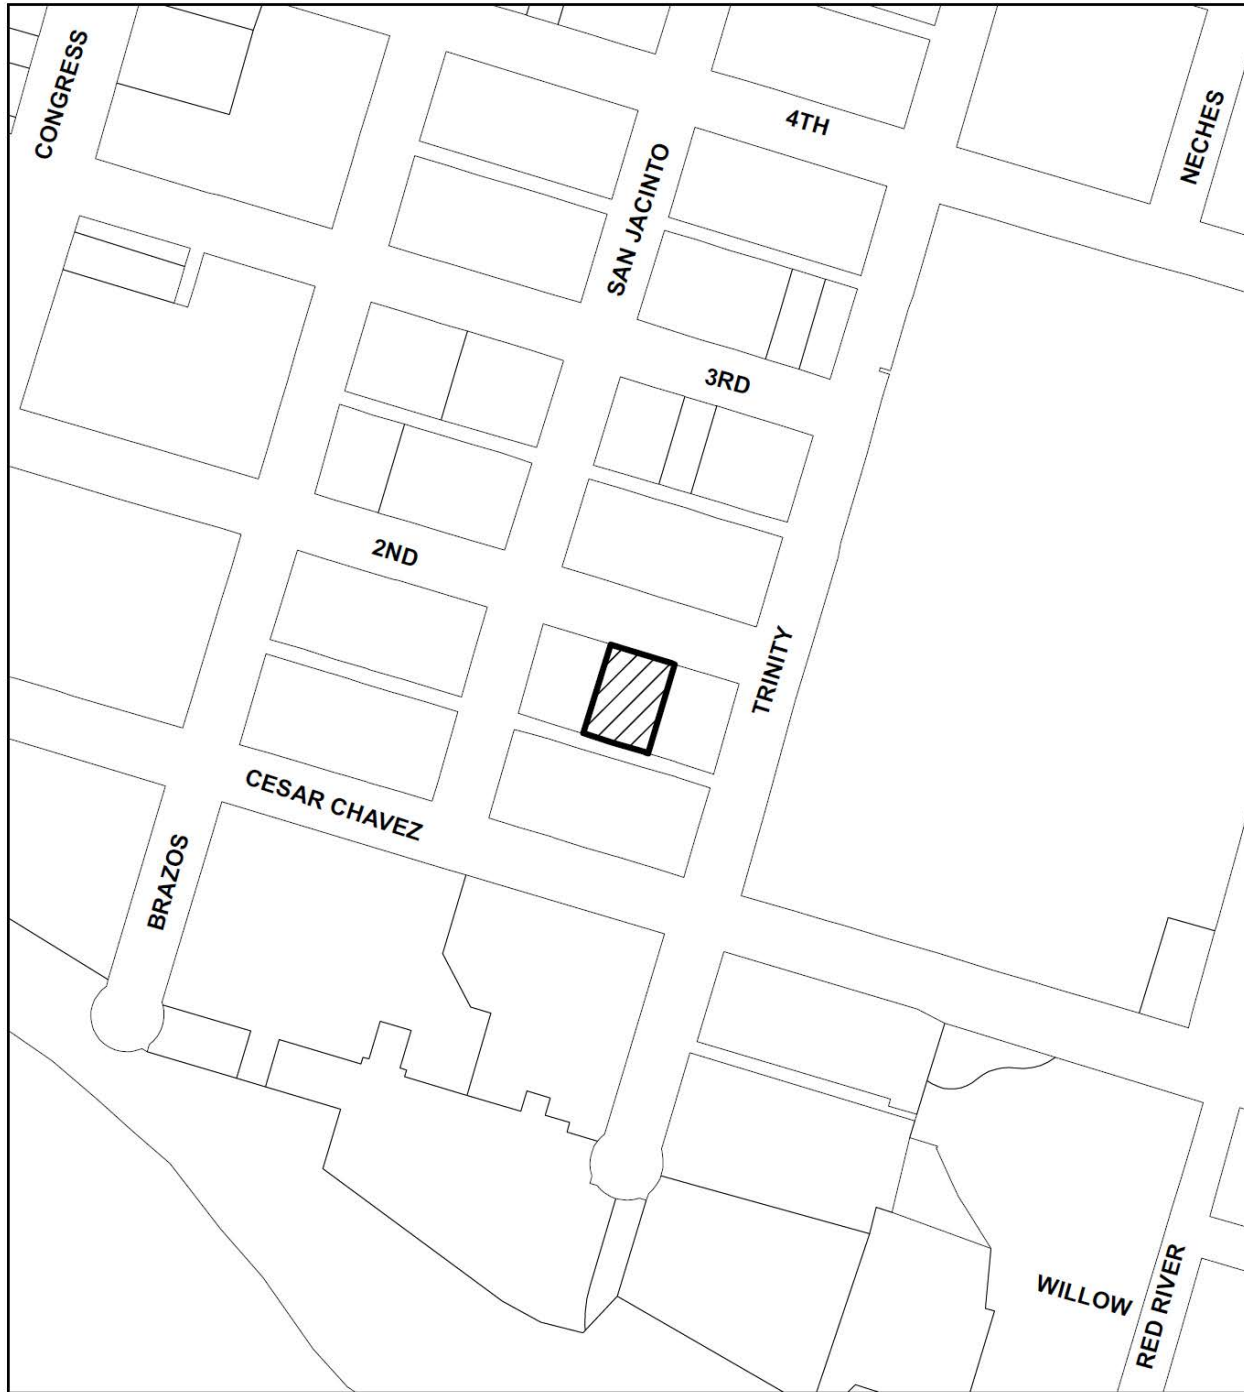 CONGRESS
4TH
NECHES
SAN JACINTO
3RD
2ND
TRINITY
CESAR CHAVEZ
BRAZOS
WILLOW
RED RIVER